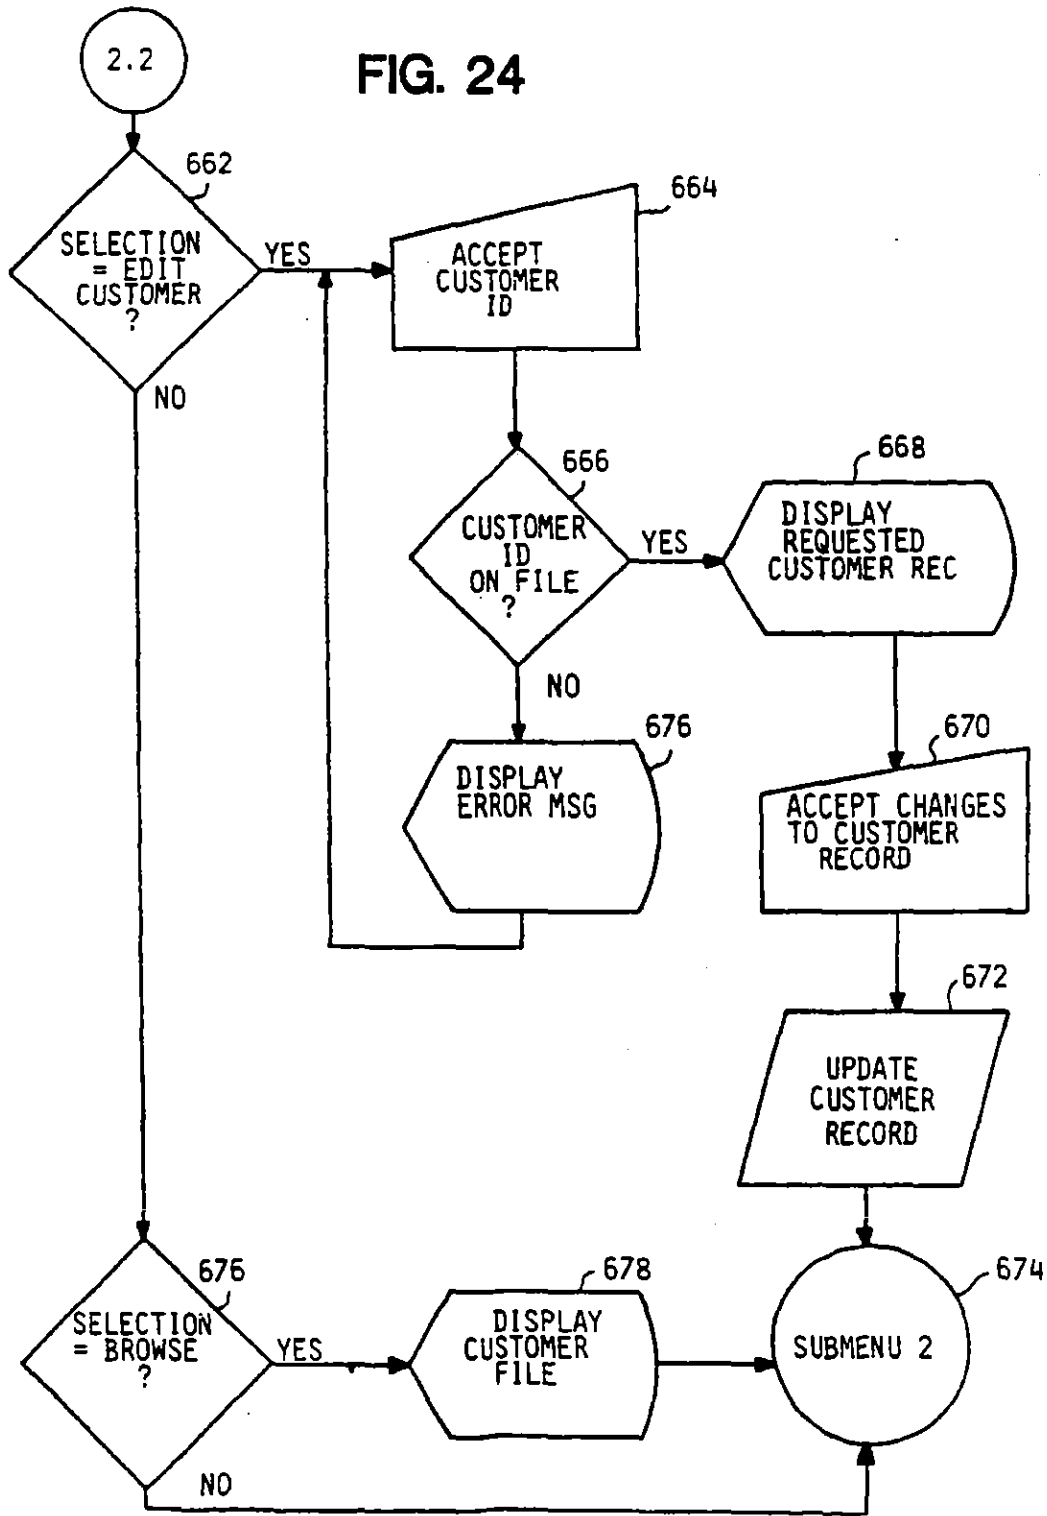 2.2
FIG. 24
662
SELECTION
= EDIT
CUSTOMER
?
YES
NO
664
ACCEPT
CUSTOMER
ID
666
CUSTOMER
ID
ON FILE
?
YES
NO
668
DISPLAY
REQUESTED
CUSTOMER REC
676
DISPLAY
ERROR MSG
670
ACCEPT CHANGES
TO CUSTOMER
RECORD
672
UPDATE
CUSTOMER
RECORD
676
SELECTION
= BROWSE
?
YES
NO
678
DISPLAY
CUSTOMER
FILE
674
SUBMENU 2